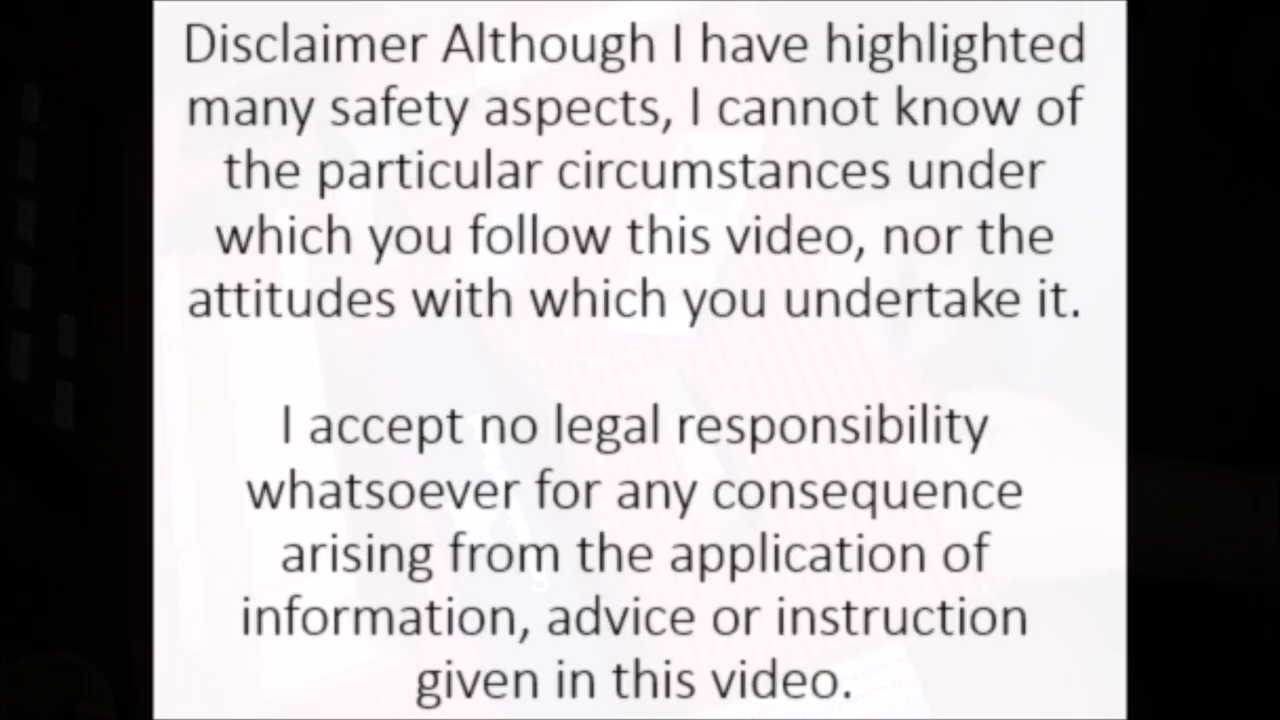 Disclaimer Although I have highlighted
many safety aspects, I cannot know of
the particular circumstances under
which you follow this video, nor the
attitudes with which you undertake it.
I accept no legal responsibility
whatsoever for any consequence
arising from the application of
information, advice or instruction
given in this video.